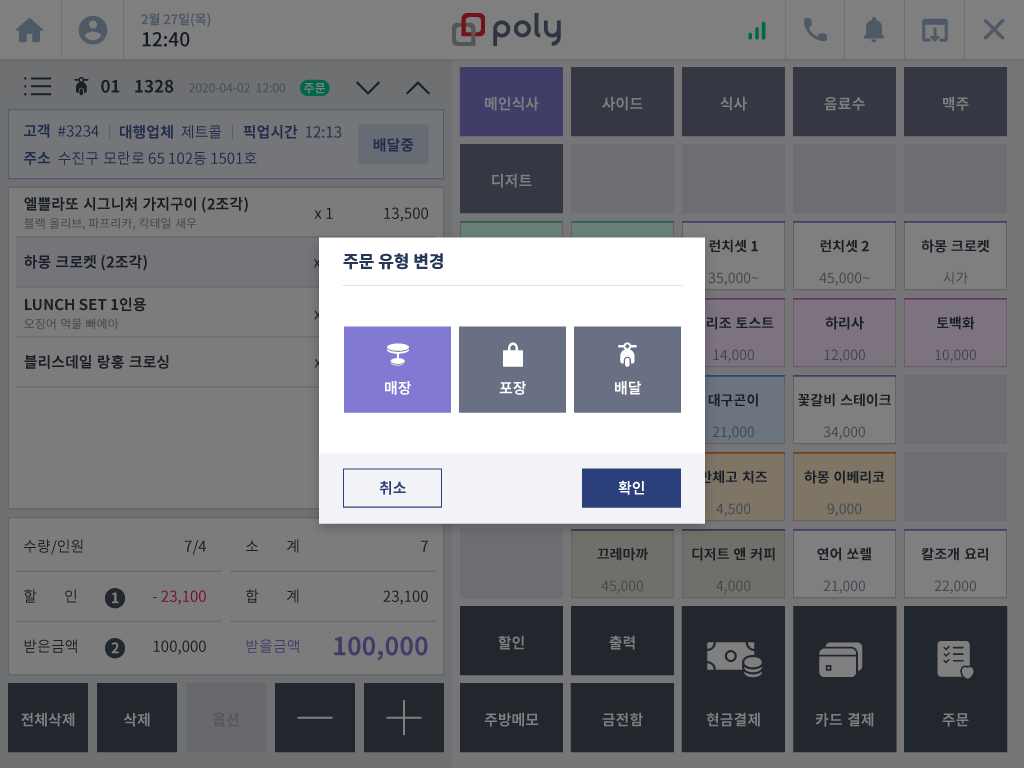 2월 27일(목)
12:40
poly
01 1328 2020-04-02 12:00 주문
고객 #3234 | 대행업체 제트콜 | 픽업시간 12:13
주소 수진구 모란로 65 102동 1501호
배달중
엘쁠라또 시그니처 가지구이 (2조각)
블랙 올리브, 파프리카, 칵테일 새우
x 1 13,500
하몽 크로켓 (2조각)
x
LUNCH SET 1인용
오징어 먹물 빠에아
x
블리스데일 랑홍 크로싱
x
수량/인원 7/4 소 계 7
할 인 1 - 23,100 합 계 23,100
받은금액 2 100,000 받을금액 100,000
전체삭제 삭제 옵션
메인식사 사이드 식사 음료수 맥주
디저트
런치셋 1 런치셋 2 하몽 크로켓
35,000~ 45,000~ 시가
리조 토스트 하리사 토백화
14,000 12,000 10,000
대구곤이 꽃갈비 스테이크
21,000 34,000
체고 치즈 하몽 이베리코
4,500 9,000
끄레마까 디저트 앤 커피 연어 쏘렐 칼조개 요리
45,000 4,000 21,000 22,000
할인 출력
주방메모 금전함 현금결제 카드 결제 주문
주문 유형 변경
매장 포장 배달
취소 확인